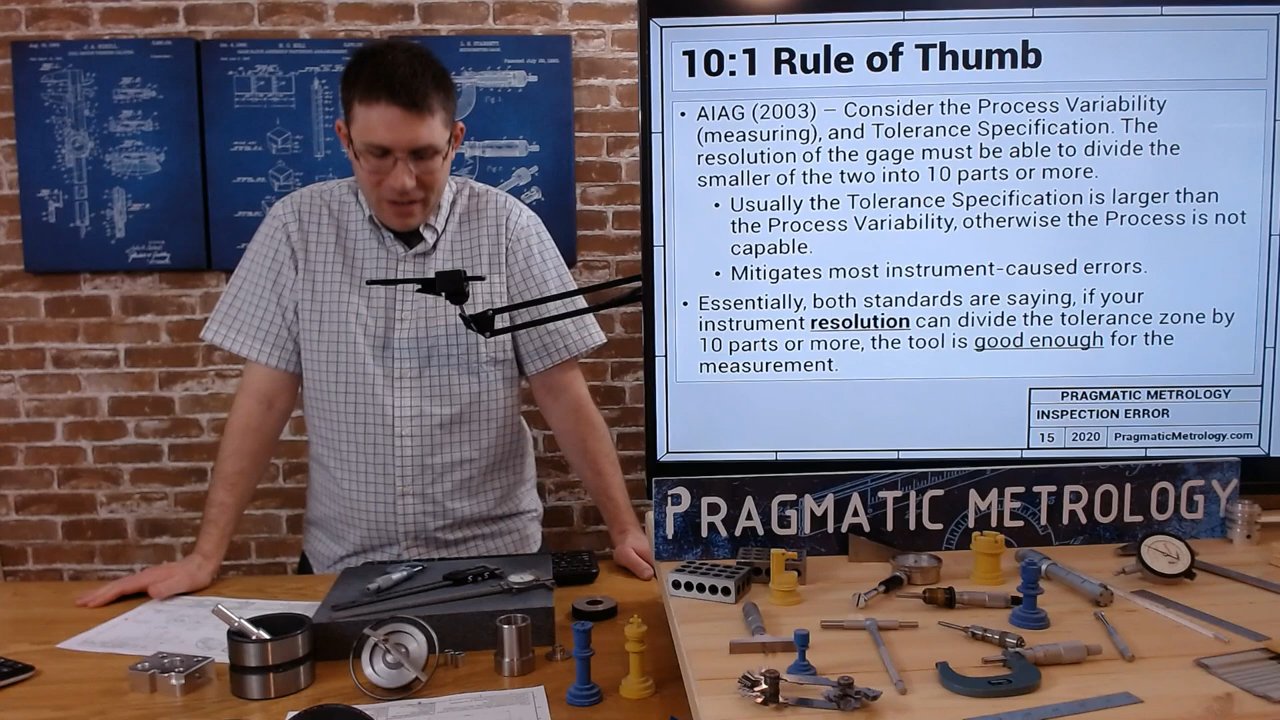 10:1 Rule of Thumb
• AIAG (2003) – Consider the Process Variability
(measuring), and Tolerance Specification. The
resolution of the gage must be able to divide the
smaller of the two into 10 parts or more.
• Usually the Tolerance Specification is larger than
the Process Variability, otherwise the Process is not
capable.
• Mitigates most instrument-caused errors.
• Essentially, both standards are saying, if your
instrument resolution can divide the tolerance zone by
10 parts or more, the tool is good enough for the
measurement.
PRAGMATIC METROLOGY
INSPECTION ERROR
15 2020 PragmaticMetrology.com
PRAGMATIC METROLOGY